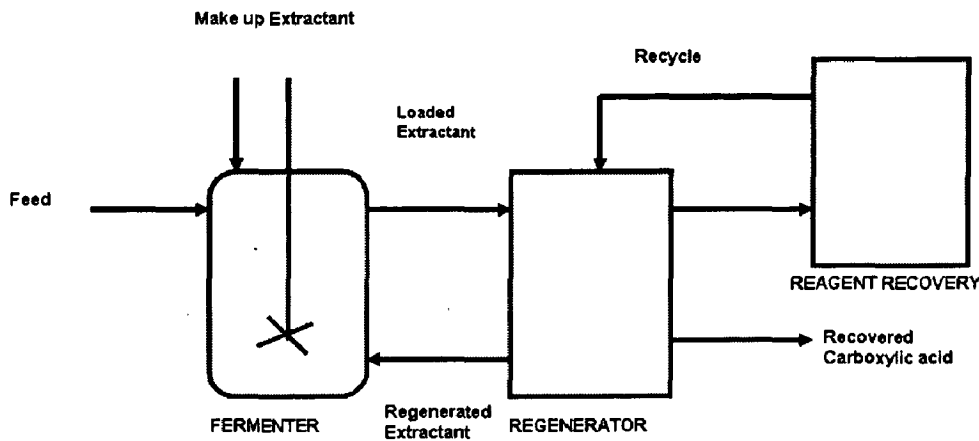 Make up Extractant
Recycle
Loaded
Extractant
Feed
REAGENT RECOVERY
Recovered
Carboxylic acid
Regenerated
Extractant
FERMENTER
REGENERATOR